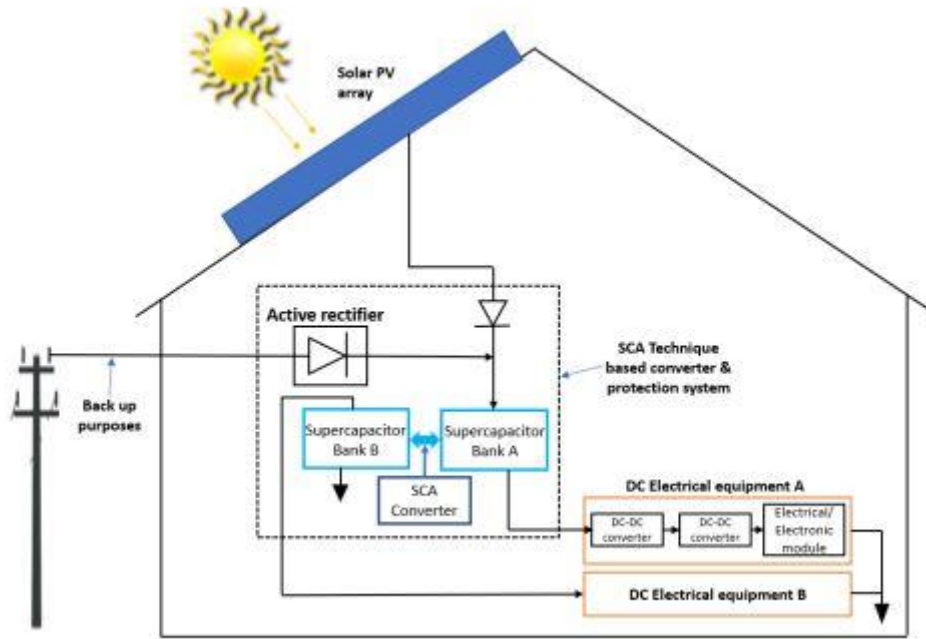 Solar PV
array
Active rectifier
SCA Technique
based converter &
protection system
Back up
purposes
Supercapacitor
Bank B
Supercapacitor
Bank A
SCA
Converter
DC Electrical equipment A
DC-DC
converter
DC-DC
converter
Electrical/
Electronic
module
DC Electrical equipment B